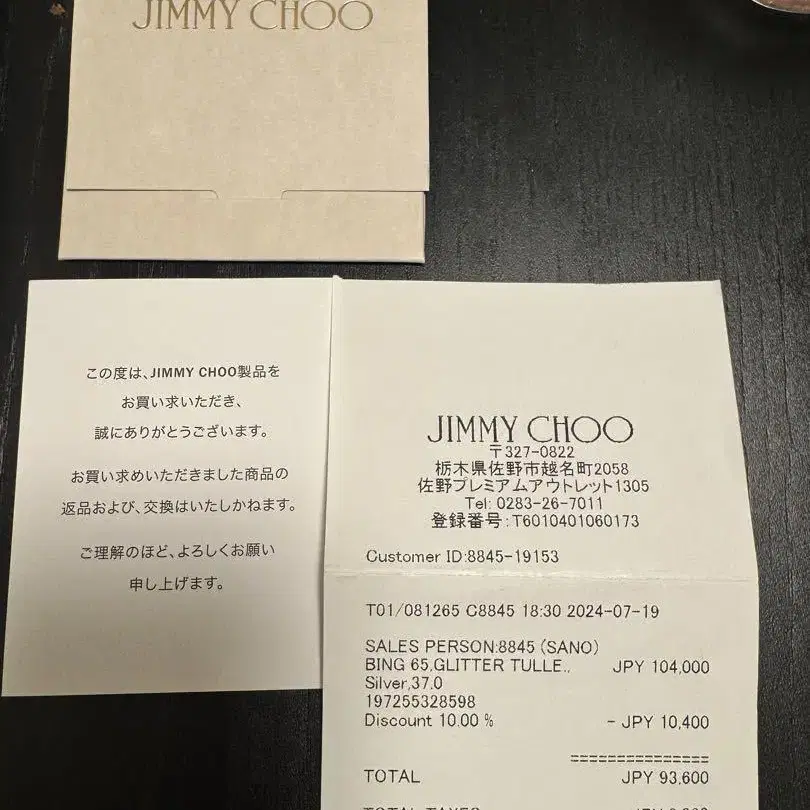 JIMMY CHOO
この度は、JIMMY CHOO製品を
お買い求いただき、
誠にありがとうございます。
お買い求めいただきました商品の
返品および、交換はいたしかねます。
ご理解のほど、よろしくお願い
申し上げます。
JIMMY CHOO
〒327-0822
栃木県佐野市越名町2058
佐野プレミアムアウトレット1305
Tel: 0283-26-7011
登録番号:T6010401060173
Customer ID:8845-19153
T01/081265 C8845 18:30 2024-07-19
SALES PERSON:8845 (SANO)
BING 65,GLITTER TULLE., JPY 104,000
Silver,37.0
197255328598
Discount 10.00 % - JPY 10,400
===============
TOTAL JPY 93,600